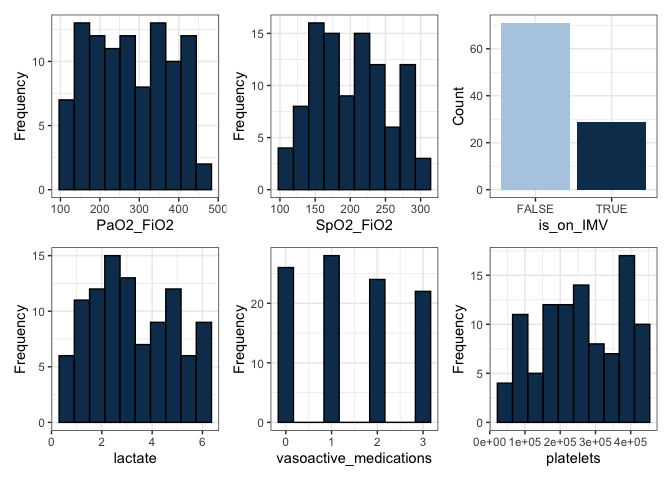 Frequency
10
5
0
100 200 300 400 500
PaO2_FiO2
Frequency
15
10
5
0
100 150 200 250 300
SpO2_FiO2
Count
60
40
20
0
FALSE TRUE
is_on_IMV
Frequency
15
10
5
0
0 2 4 6
lactate
Frequency
20
10
0
0 1 2 3
vasoactive_medications
Frequency
15
10
5
0
0e+00 1e+05 2e+05 3e+05 4e+05
platelets